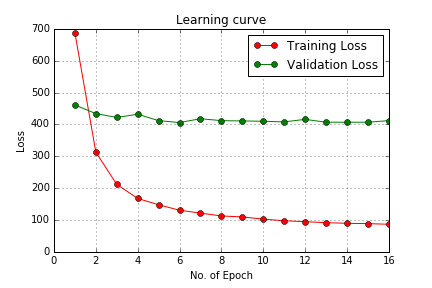 Learning curve
700
600
500
400
300
200
100
0
Loss
Training Loss
Validation Loss
0 2 4 6 8 10 12 14 16
No. of Epoch